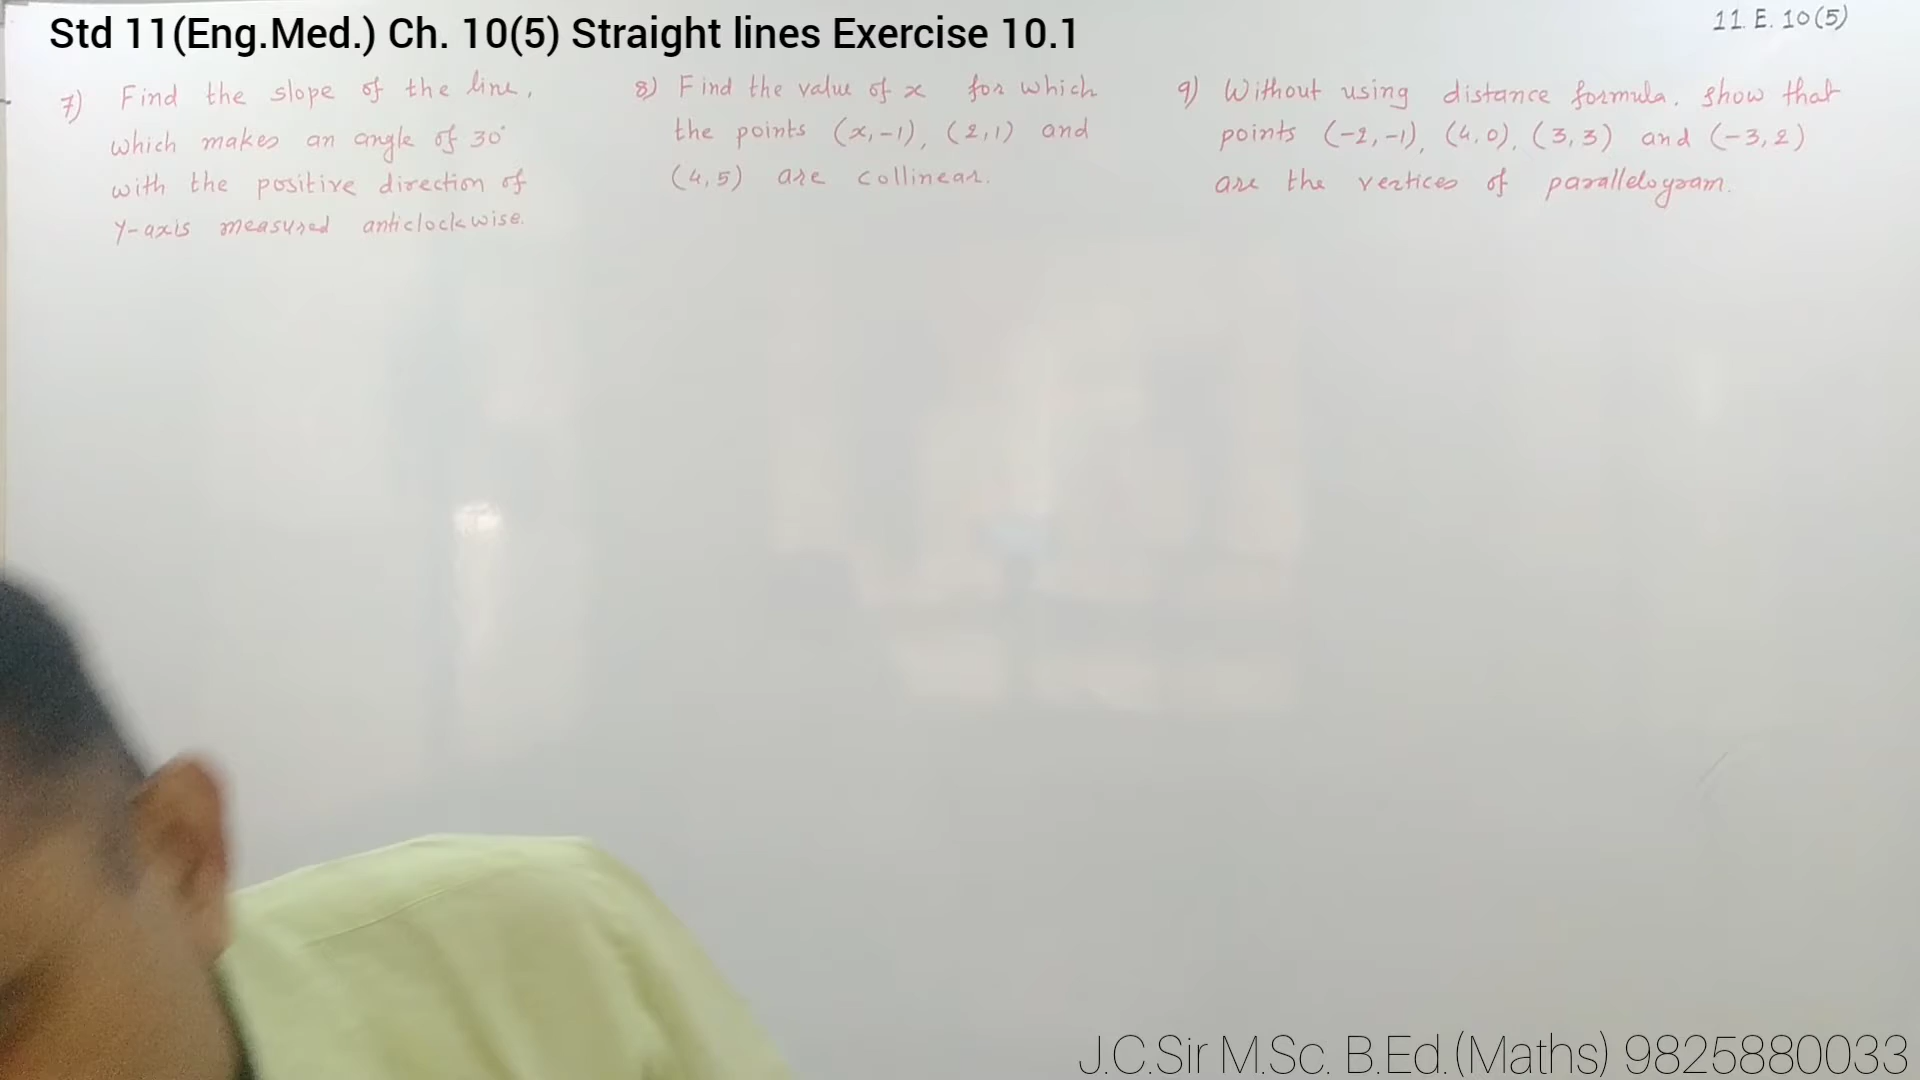 Std 11(Eng.Med.) Ch. 10(5) Straight lines Exercise 10.1
11. E. 10(5)
7) Find the slope of the line,
which makes an angle of 30°
with the positive direction of
Y-axis measured anticlockwise.
8) Find the value of x for which
the points (x,-1), (2,1) and
(4,5) are collinear.
9) Without using distance formula, show that
points (-2,-1), (4,0), (3,3) and (-3,2)
are the vertices of parallelogram.
J.C.Sir M.Sc. B.Ed.(Maths) 9825880033